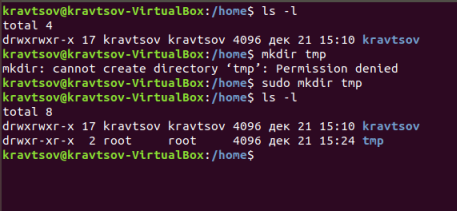 kravtsov@kravtsov-VirtualBox:/home$ ls -l
total 4
drwxrwxr-x 17 kravtsov kravtsov 4096 дек 21 15:10 kravtsov
kravtsov@kravtsov-VirtualBox:/home$ mkdir tmp
mkdir: cannot create directory ‘tmp’: Permission denied
kravtsov@kravtsov-VirtualBox:/home$ sudo mkdir tmp
kravtsov@kravtsov-VirtualBox:/home$ ls -l
total 8
drwxrwxr-x 17 kravtsov kravtsov 4096 дек 21 15:10 kravtsov
drwxr-xr-x  2 root     root     4096 дек 21 15:24 tmp
kravtsov@kravtsov-VirtualBox:/home$